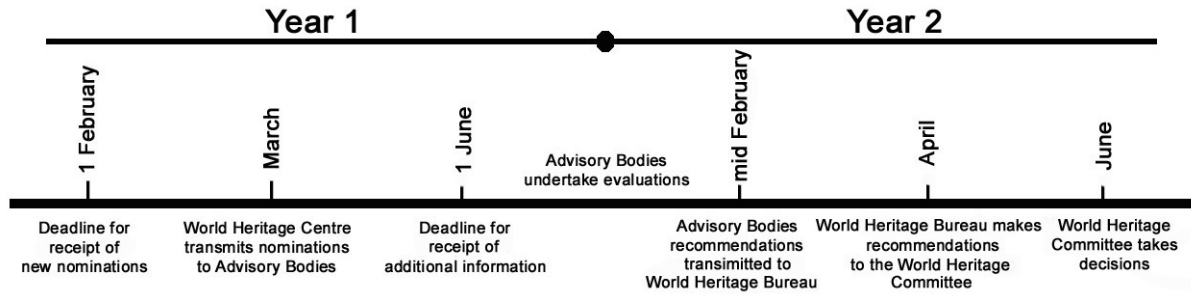 Year 1
Year 2
1 February
March
1 June
Advisory Bodies
undertake evaluations
mid February
April
June
Deadline for
receipt of
new nominations
World Heritage Centre
transmits nominations
to Advisory Bodies
Deadline for
receipt of
additional information
Advisory Bodies
recommendations
transimitted to
World Heritage Bureau
World Heritage Bureau makes
recommendations
to the World Heritage
Committee
World Heritage
Committee takes
decisions